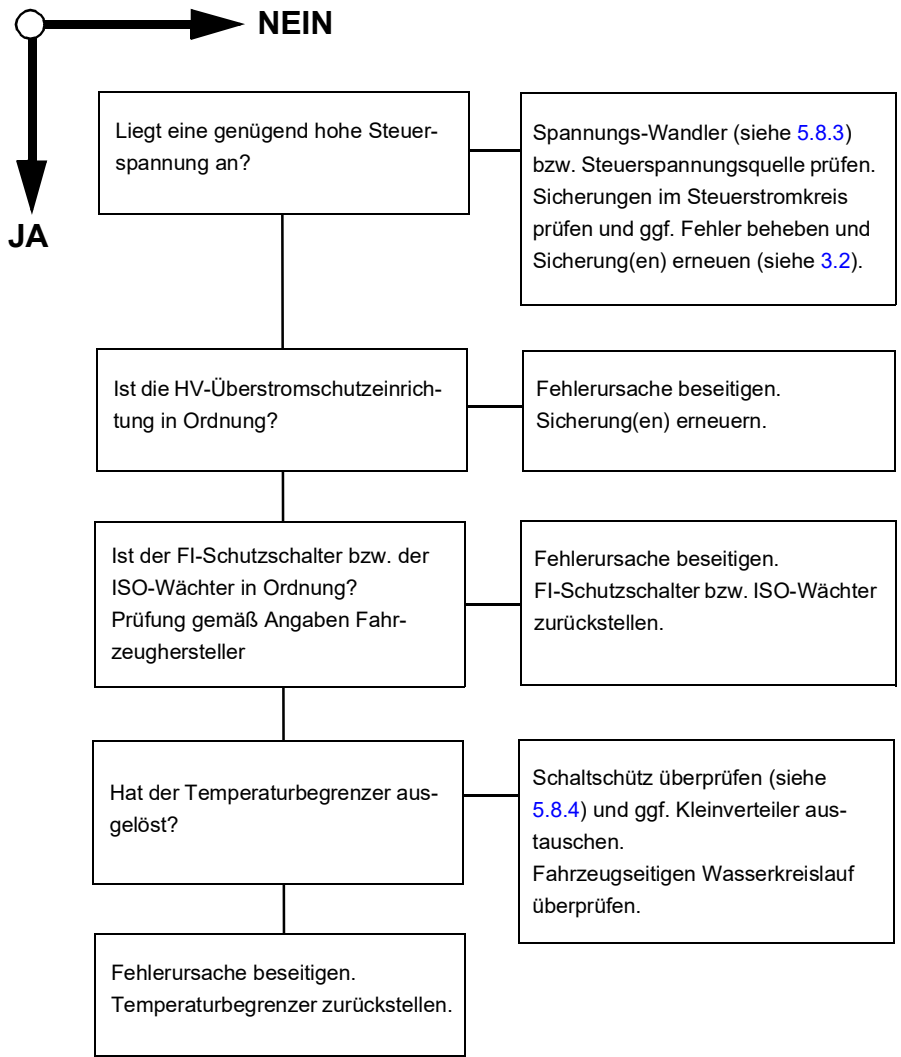 NEIN
JA
Liegt eine genügend hohe Steuer-
spannung an?
Spannungs-Wandler (siehe 5.8.3)
bzw. Steuerspannungsquelle prüfen.
Sicherungen im Steuerstromkreis
prüfen und ggf. Fehler beheben und
Sicherung(en) erneuen (siehe 3.2).
Ist die HV-Überstromschutzeinrich-
tung in Ordnung?
Fehlerursache beseitigen.
Sicherung(en) erneuern.
Ist der FI-Schutzschalter bzw. der
ISO-Wächter in Ordnung?
Prüfung gemäß Angaben Fahr-
zeughersteller
Fehlerursache beseitigen.
FI-Schutzschalter bzw. ISO-Wächter
zurückstellen.
Hat der Temperaturbegrenzer aus-
gelöst?
Schaltschütz überprüfen (siehe
5.8.4) und ggf. Kleinverteiler aus-
tauschen.
Fahrzeugseitigen Wasserkreislauf
überprüfen.
Fehlerursache beseitigen.
Temperaturbegrenzer zurückstellen.